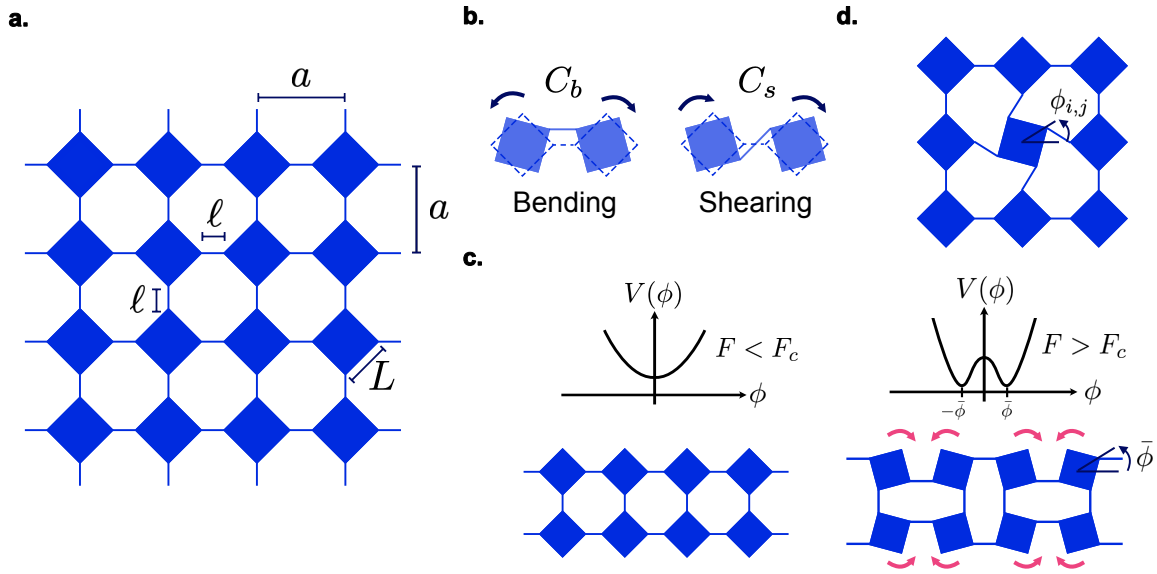 a.
a
a
ℓ
ℓ
L
b.
C_b
C_s
Bending
Shearing
c.
V(ϕ)
F < F_c
ϕ
d.
ϕ_{i,j}
V(ϕ)
F > F_c
−ϕ̄
ϕ̄
ϕ
ϕ̄